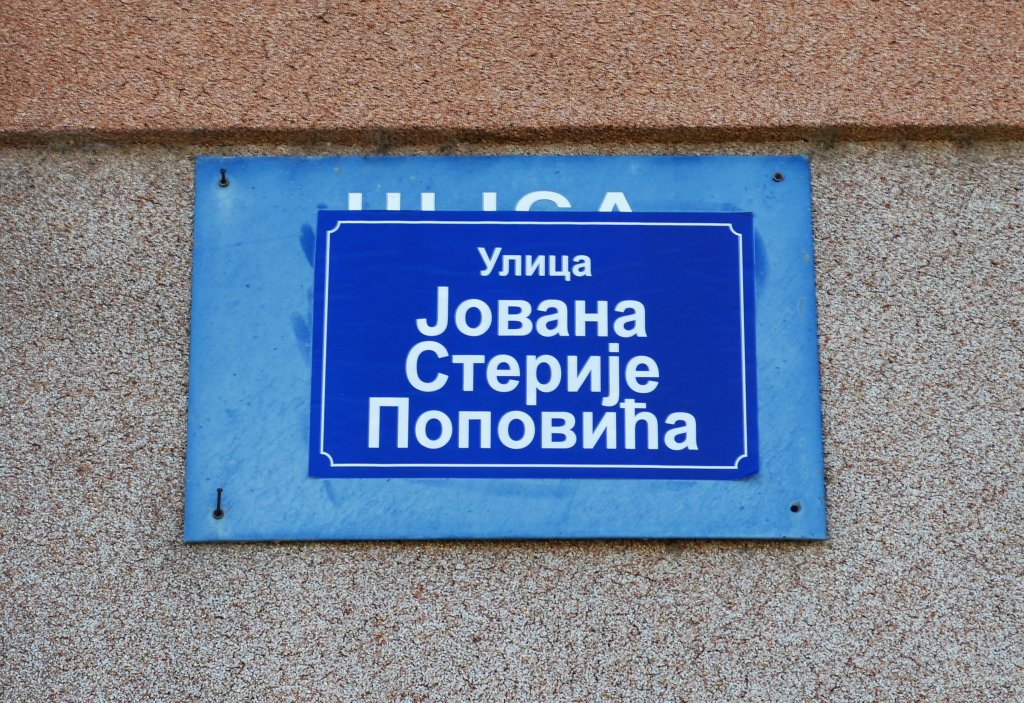 Улица
Јована
Стерије
Поповића